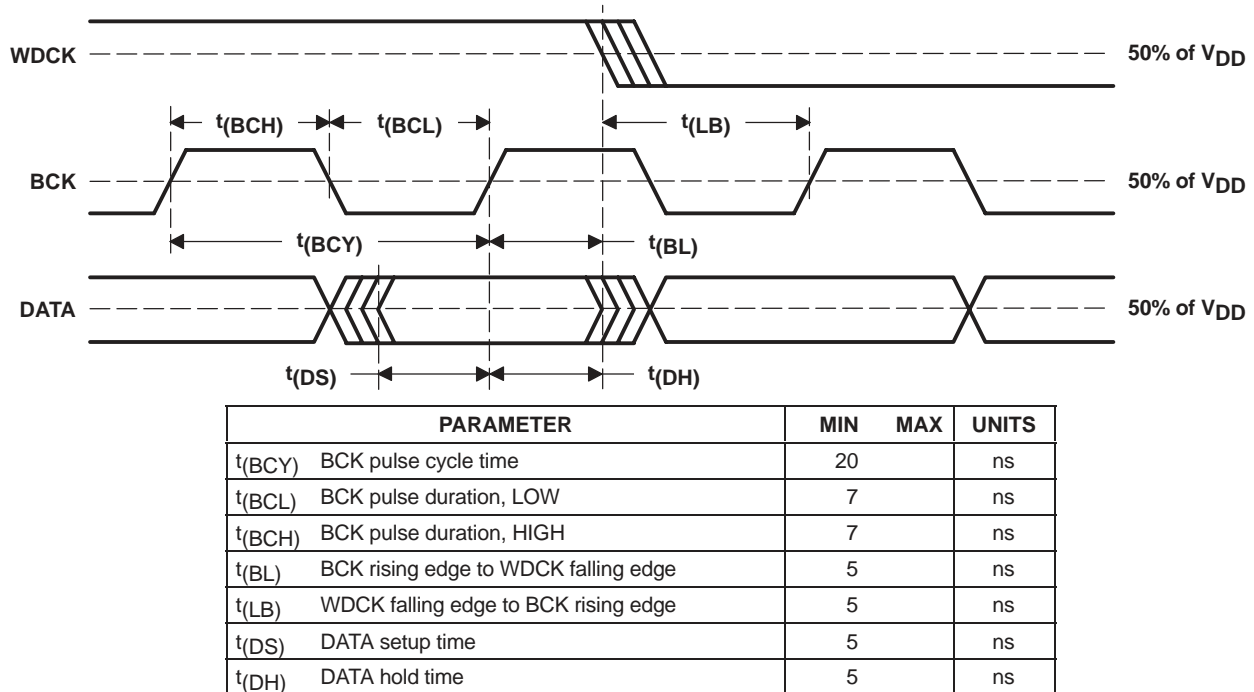 WDCK 50% of VDD
t(BCH) t(BCL) t(LB)
BCK 50% of VDD
t(BCY) t(BL)
DATA 50% of VDD
t(DS) t(DH)
PARAMETER MIN MAX UNITS
t(BCY) BCK pulse cycle time 20 ns
t(BCL) BCK pulse duration, LOW 7 ns
t(BCH) BCK pulse duration, HIGH 7 ns
t(BL) BCK rising edge to WDCK falling edge 5 ns
t(LB) WDCK falling edge to BCK rising edge 5 ns
t(DS) DATA setup time 5 ns
t(DH) DATA hold time 5 ns